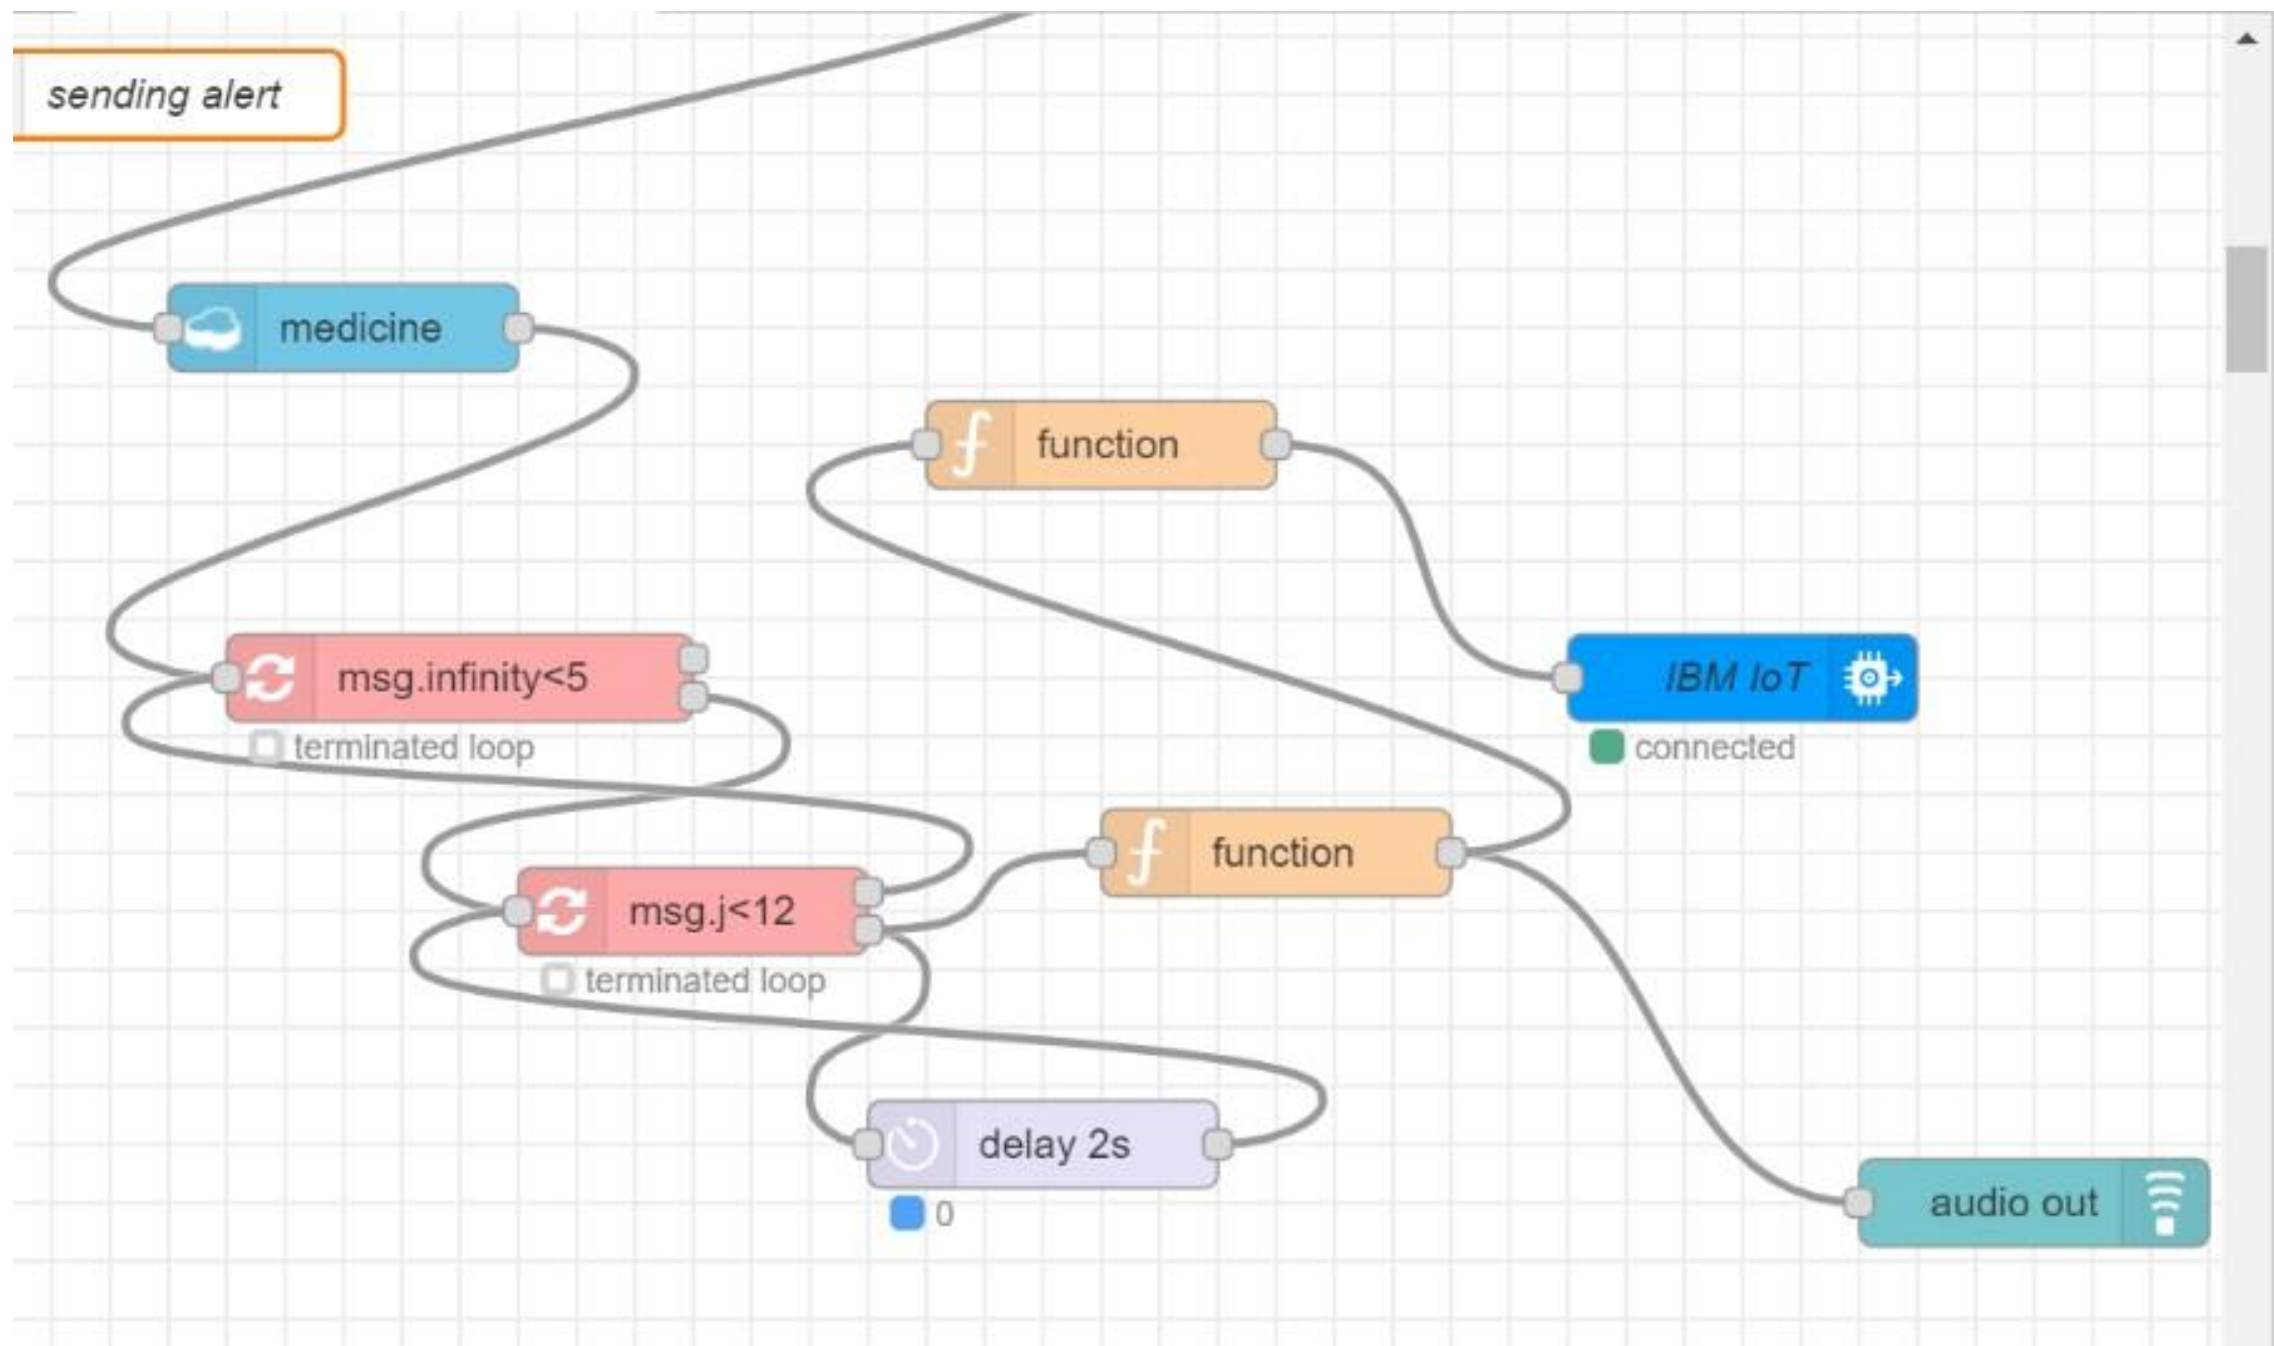 sending alert
medicine
function
msg.infinity<5
terminated loop
IBM IoT
connected
function
msg.j<12
terminated loop
delay 2s
0
audio out